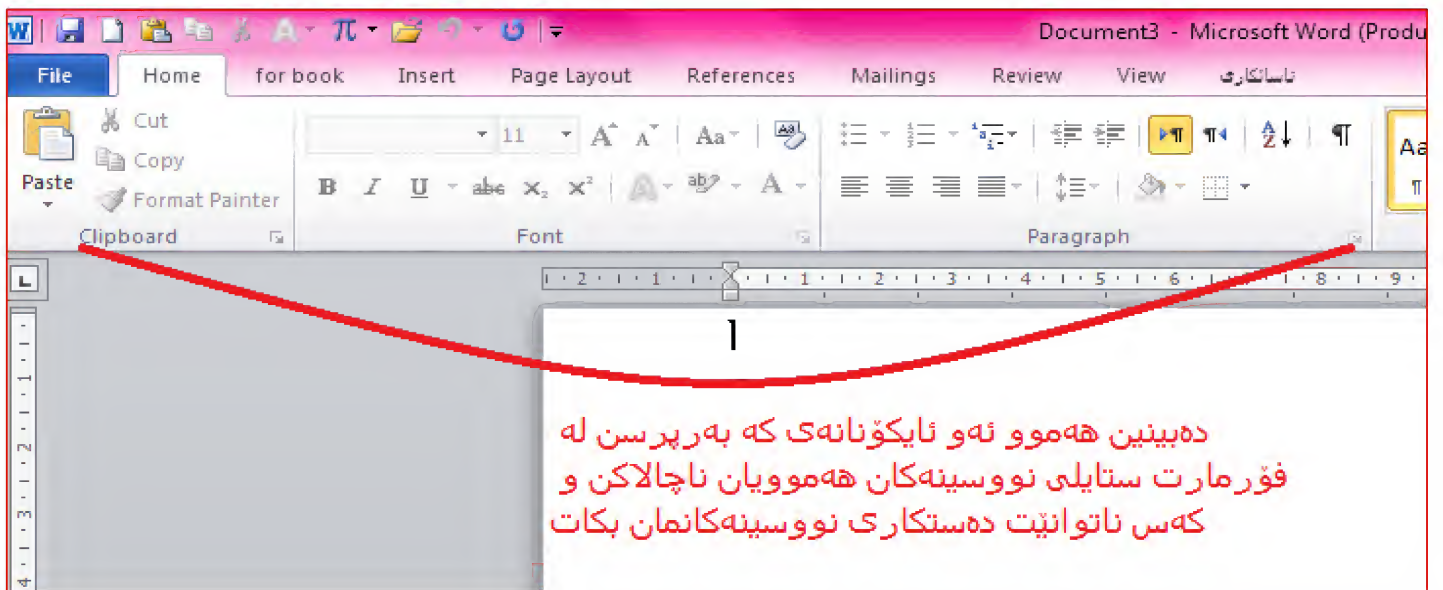 Document3 - Microsoft Word (Produ
File Home for book Insert Page Layout References Mailings Review View ئاسانکاری
Cut
Copy
Paste
Format Painter
11
Clipboard Font Paragraph
دەبینین هەموو ئەو ئایکۆنانەی کە بەرپرسن لە
فۆرمارت ستایلی نووسینەکان هەموویان ناچالاکن و
کەس ناتوانێت دەستکاری نووسینەکانمان بکات